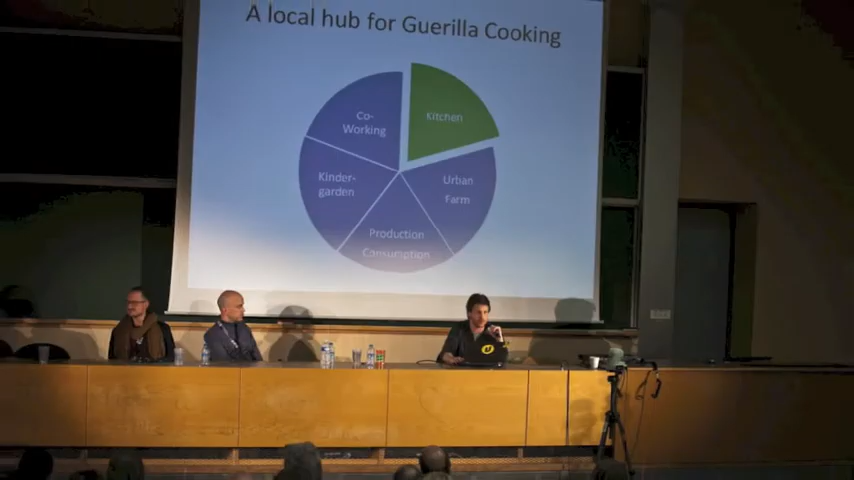 A local hub for Guerilla Cooking
Co-
Working
Kitchen
Kinder-
garden
Urban
Farm
Production
Consumption